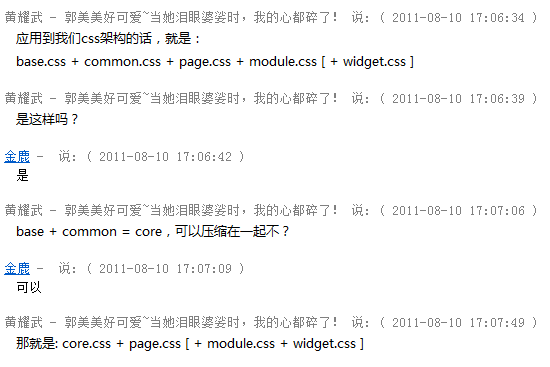 黄耀武 - 郭美美好可爱~当她泪眼婆娑时，我的心都碎了! 说: ( 2011-08-10 17:06:34 )
应用到我们css架构的话，就是：
base.css + common.css + page.css + module.css [ + widget.css ]
黄耀武 - 郭美美好可爱~当她泪眼婆娑时，我的心都碎了! 说: ( 2011-08-10 17:06:39 )
是这样吗？
金鹿 - 说: ( 2011-08-10 17:06:42 )
是
黄耀武 - 郭美美好可爱~当她泪眼婆娑时，我的心都碎了! 说: ( 2011-08-10 17:07:06 )
base + common = core，可以压缩在一起不？
金鹿 - 说: ( 2011-08-10 17:07:09 )
可以
黄耀武 - 郭美美好可爱~当她泪眼婆娑时，我的心都碎了! 说: ( 2011-08-10 17:07:49 )
那就是: core.css + page.css [ + module.css + widget.css ]